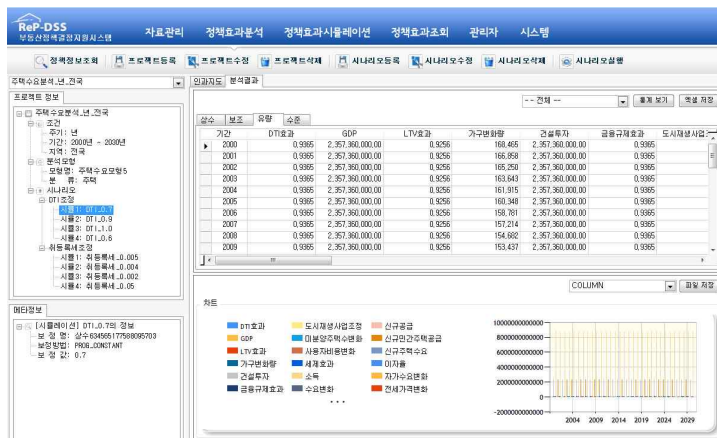 ReP-DSS
부동산정책결정지원시스템
자료관리 정책효과분석 정책효과시뮬레이션 정책효과조회 관리자 시스템
정책정보조회 프로젝트등록 프로젝트수정 프로젝트삭제 시나리오등록 시나리오수정 시나리오삭제 시나리오실행
주택수요분석_년_전국
인과지도 분석결과
프로젝트 정보
-- 전체 -- 통계 보기 엑셀 저장
주택수요분석_년_전국
조건
주기: 년
기간: 2000년 ~ 2030년
지역: 전국
분석모형
모형명: 주택수요모형5
분 류: 주택
시나리오
DTI조정
시뮬1: DTI_0.7
시뮬2: DTI_0.9
시뮬3: DTI_1.0
시뮬4: DTI_0.6
취등록세조정
시뮬1: 취등록세_0.005
시뮬2: 취등록세_0.004
시뮬3: 취등록세_0.002
시뮬4: 취등록세_0.05
상수 보조 유량 수준
기간 DTI효과 GDP LTV효과 가구변화량 건설투자 금융규제효과 도시재생사업
2000 0,9365 2,357,360,000,00 0,9256 168,465 2,357,360,000,00 0,9365
2001 0,9365 2,357,360,000,00 0,9256 166,858 2,357,360,000,00 0,9365
2002 0,9365 2,357,360,000,00 0,9256 165,250 2,357,360,000,00 0,9365
2003 0,9365 2,357,360,000,00 0,9256 163,643 2,357,360,000,00 0,9365
2004 0,9365 2,357,360,000,00 0,9256 161,915 2,357,360,000,00 0,9365
2005 0,9365 2,357,360,000,00 0,9256 160,348 2,357,360,000,00 0,9365
2006 0,9365 2,357,360,000,00 0,9256 158,781 2,357,360,000,00 0,9365
2007 0,9365 2,357,360,000,00 0,9256 157,214 2,357,360,000,00 0,9365
2008 0,9365 2,357,360,000,00 0,9256 154,682 2,357,360,000,00 0,9365
2009 0,9365 2,357,360,000,00 0,9256 153,437 2,357,360,000,00 0,9365
COLUMN 파일 저장
메타정보
[시뮬레이션] DTI_0.7의 정보
보 정 명: 상수634565177588095703
보정방법: PROG_CONSTANT
보 정 값: 0.7
차트
DTI효과 도시재생사업조정 신규공급
GDP 미분양주택수변화 신규민간주택공급
LTV효과 사용자비용변화 신규주택수요
가구변화량 세제효과 이자율
건설투자 소득 자가수요변화
금융규제효과 수요변화 전세가격변화
...
10000000000000
8000000000000
6000000000000
4000000000000
2000000000000
0
-2000000000000
2004 2009 2014 2019 2024 2029